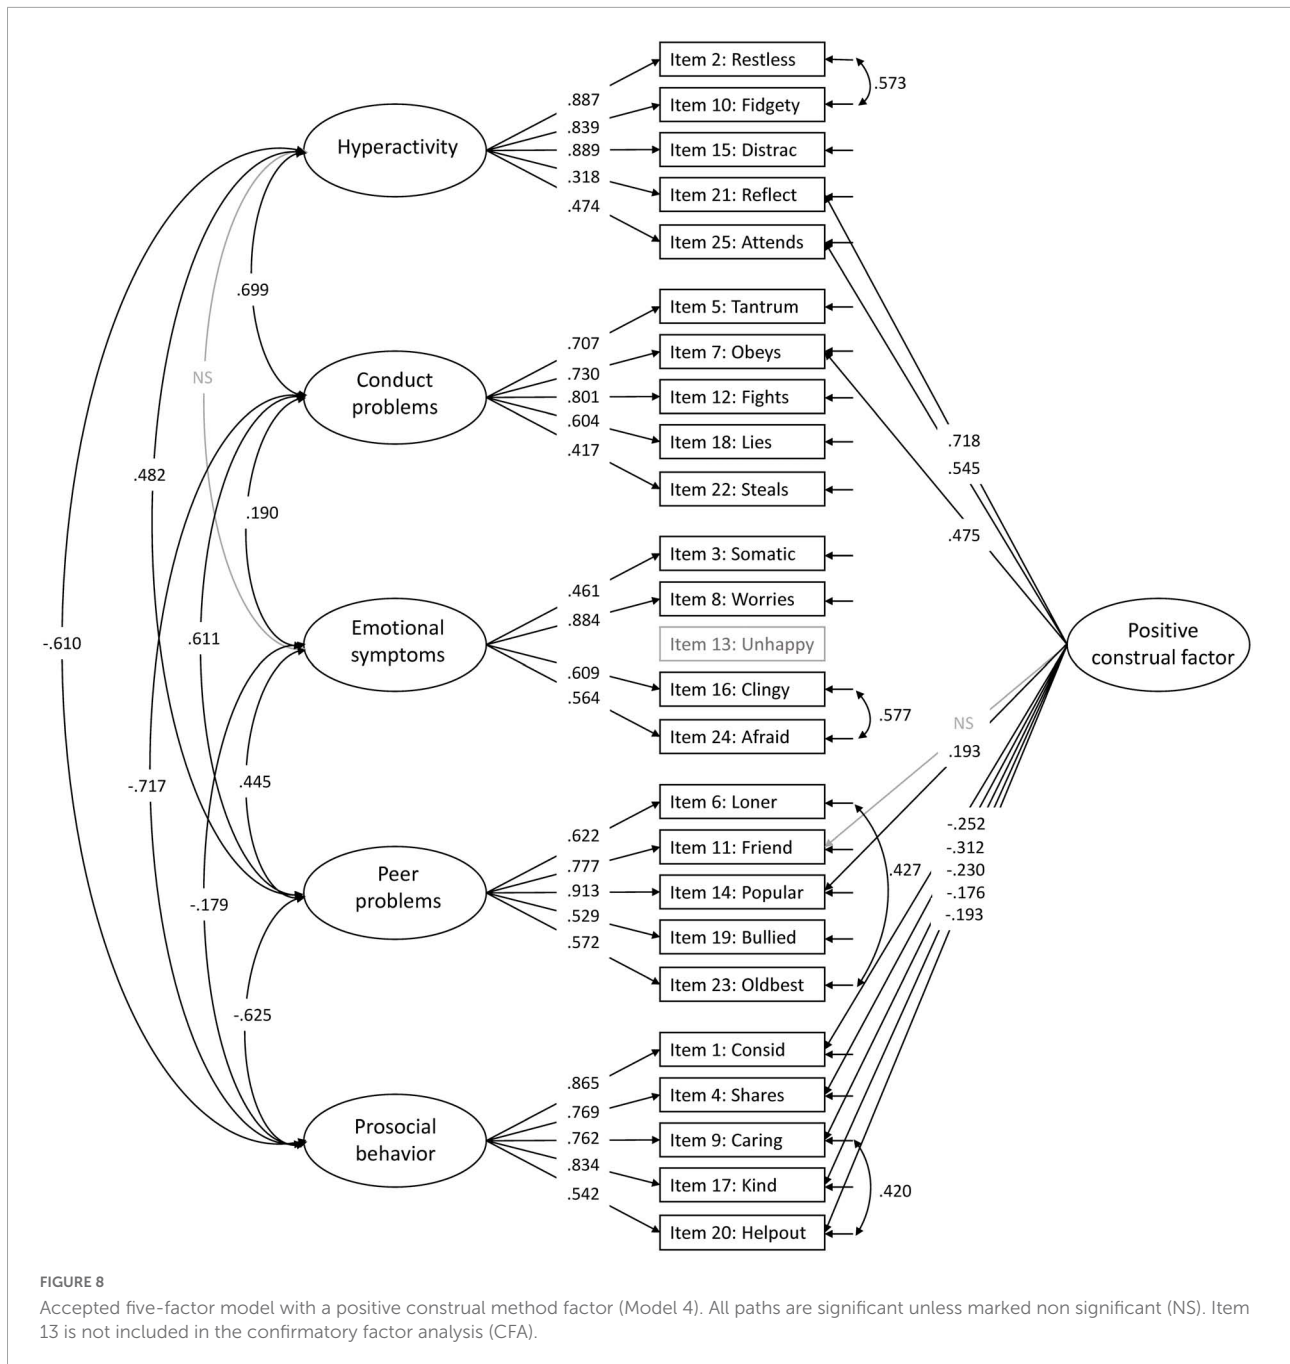 Item 2: Restless
.573
.887
Item 10: Fidgety
.839
Hyperactivity
.889
Item 15: Distrac
.318
Item 21: Reflect
.474
Item 25: Attends
.699
Item 5: Tantrum
.707
Item 7: Obeys
.730
NS
Conduct
problems
.801
Item 12: Fights
.604
Item 18: Lies
.417
Item 22: Steals
.718
.545
.475
.482
.190
Item 3: Somatic
.461
Item 8: Worries
.884
-.610
.611
Emotional
symptoms
Item 13: Unhappy
.609
Item 16: Clingy
.564
Item 24: Afraid
.577
Positive
construal factor
NS
.193
-.717
.445
Item 6: Loner
.622
Item 11: Friend
.777
Peer
problems
.913
Item 14: Popular
.529
Item 19: Bullied
.572
Item 23: Oldbest
.427
-.252
-.312
-.230
-.176
-.193
-.179
-.625
Item 1: Consid
.865
Item 4: Shares
.769
Prosocial
behavior
.762
Item 9: Caring
.834
Item 17: Kind
.542
Item 20: Helpout
.420
FIGURE 8
Accepted five-factor model with a positive construal method factor (Model 4). All paths are significant unless marked non significant (NS). Item
13 is not included in the confirmatory factor analysis (CFA).